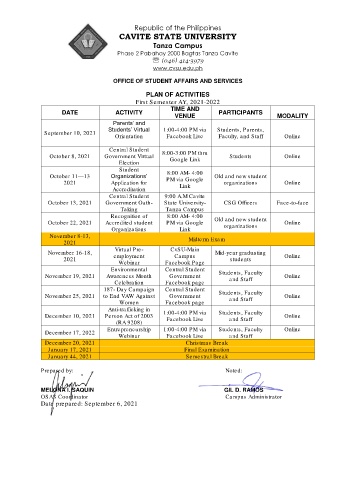 Republic of the Philippines
CAVITE STATE UNIVERSITY
Tanza Campus
Phase 2 Pabahay 2000 Bagtas Tanza Cavite
☏ (046) 414-3979
www.cvsu.edu.ph
OFFICE OF STUDENT AFFAIRS AND SERVICES
PLAN OF ACTIVITIES
First Semester AY, 2021-2022
DATE ACTIVITY TIME AND VENUE PARTICIPANTS MODALITY
September 10, 2021 Parents' and Students' Virtual Orientation 1:00-4:00 PM via Facebook Live Students, Parents, Faculty, and Staff Online
October 8, 2021 Central Student Government Virtual Election 8:00-5:00 PM thru Google Link Students Online
October 11—13 2021 Student Organizations' Application for Accreditation 8:00 AM- 4:00 PM via Google Link Old and new student organizations Online
October 13, 2021 Central Student Government Oath-Taking 9:00 A.M Cavite State University-Tanza Campus CSG Officers Face-to-face
October 22, 2021 Recognition of Accredited student Organizations 8:00 AM- 4:00 PM via Google Link Old and new student organizations Online
November 8-13, 2021 Midterm Exam
November 16-18, 2021 Virtual Pre-employment Webinar CvSU-Main Campus Facebook Page Mid-year graduating students Online
November 19, 2021 Environmental Awareness Month Celebration Central Student Government Facebook page Students, Faculty and Staff Online
November 25, 2021 187- Day Campaign to End VAW Against Women Central Student Government Facebook page Students, Faculty and Staff Online
December 10, 2021 Anti-trafficking in Person Act of 2003 (RA 9208) 1:00-4:00 PM via Facebook Live Students, Faculty and Staff Online
December 17, 2022 Entrepreneurship Webinar 1:00-4:00 PM via Facebook Live Students, Faculty and Staff Online
December 20, 2021 Christmas Break
January 17, 2021 Final Examination
January 44, 2021 Semestral Break
Prepared by: Noted:
GIL D. RAMOS
OSAS Coordinator Campus Administrator
Date prepared: September 6, 2021